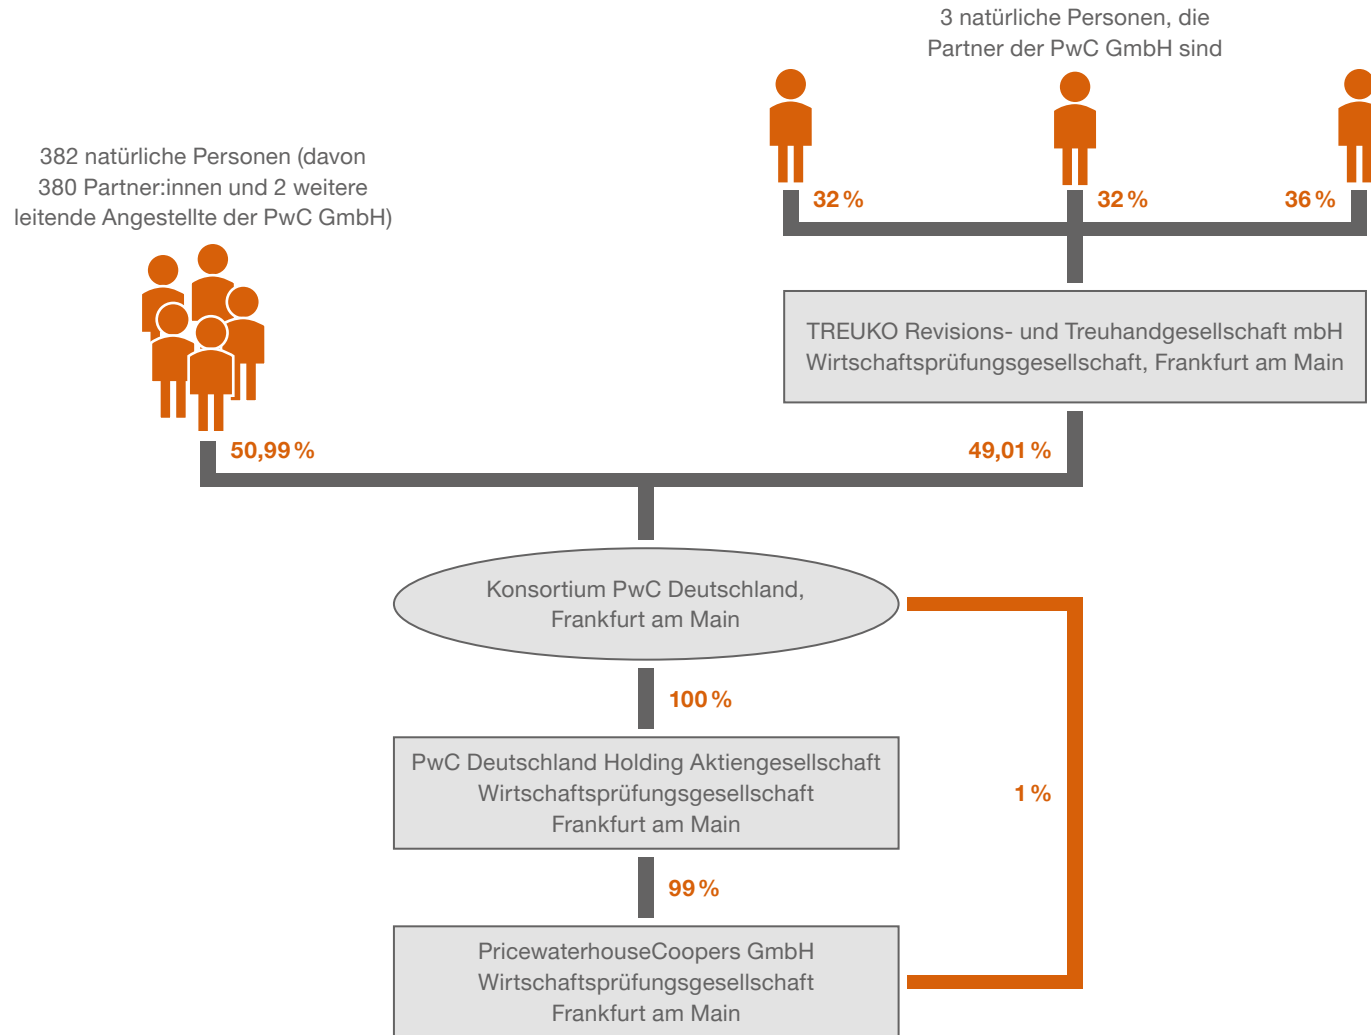 3 natürliche Personen, die
Partner der PwC GmbH sind
382 natürliche Personen (davon
380 Partner:innen und 2 weitere
leitende Angestellte der PwC GmbH)
32 %
32 %
36 %
TREUKO Revisions- und Treuhandgesellschaft mbH
Wirtschaftsprüfungsgesellschaft, Frankfurt am Main
50,99 %
49,01 %
Konsortium PwC Deutschland,
Frankfurt am Main
100 %
PwC Deutschland Holding Aktiengesellschaft
Wirtschaftsprüfungsgesellschaft
Frankfurt am Main
1 %
99 %
PricewaterhouseCoopers GmbH
Wirtschaftsprüfungsgesellschaft
Frankfurt am Main